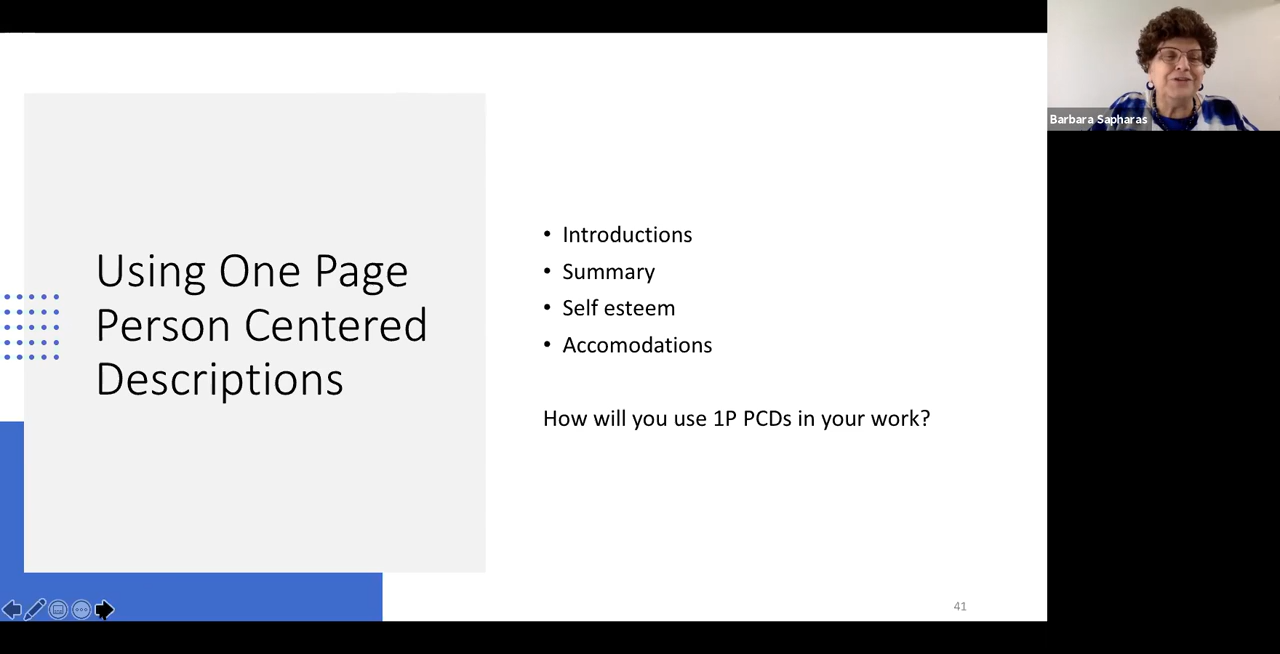 Using One Page
Person Centered
Descriptions
• Introductions
• Summary
• Self esteem
• Accomodations
How will you use 1P PCDs in your work?
41
Barbara Sapharas